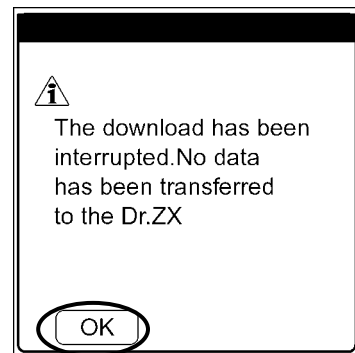 The download has been
interrupted.No data
has been transferred
to the Dr.ZX
OK